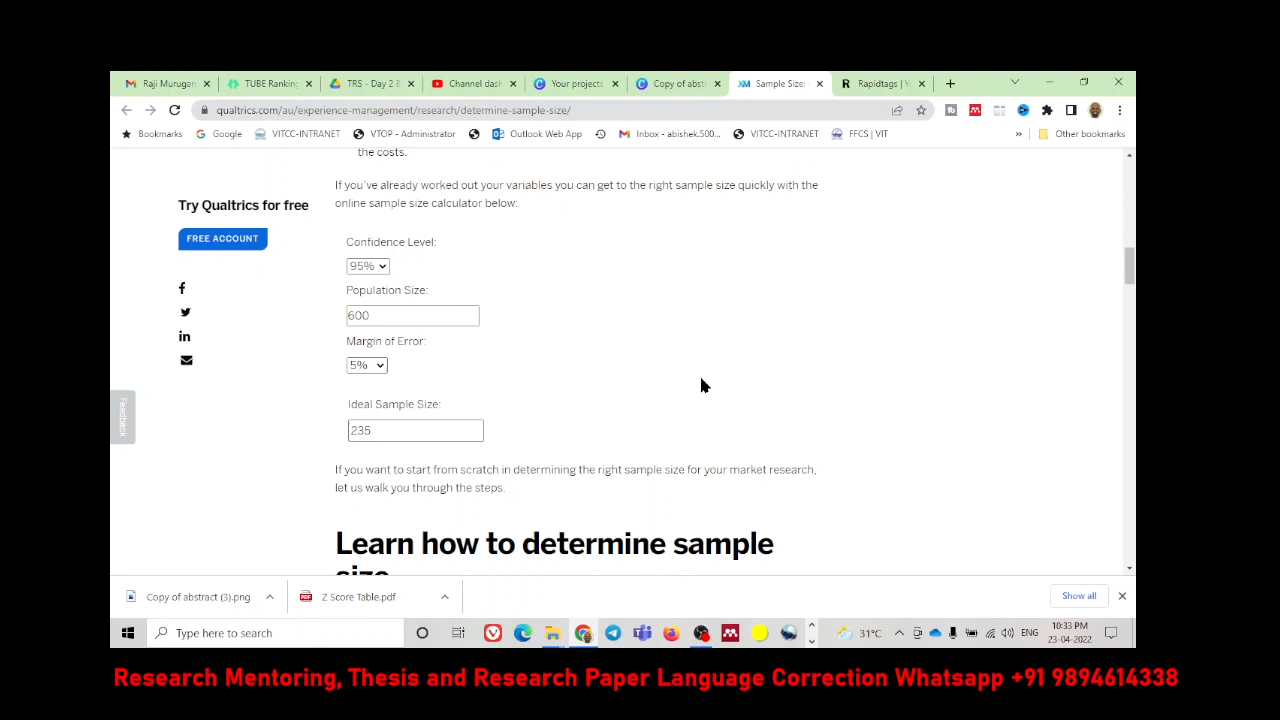 Raji Murugan
TUBE Ranking
TRS - Day 2 E
Channel dash
Your projects
Copy of abstr
XM
Sample Size:
R
Rapidtags | Y
qualtrics.com/au/experience-management/research/determine-sample-size/
Bookmarks
Google
VITCC-INTRANET
VTOP - Administrator
Outlook Web App
Inbox - abishek.500...
VITCC-INTRANET
FFCS | VIT
»
Other bookmarks
the costs.
If you've already worked out your variables you can get to the right sample size quickly with the
online sample size calculator below:
Try Qualtrics for free
FREE ACCOUNT
Confidence Level:
95%
Population Size:
600
Margin of Error:
5%
Ideal Sample Size:
235
Feedback
If you want to start from scratch in determining the right sample size for your market research,
let us walk you through the steps.
Learn how to determine sample
size
Copy of abstract (3).png
Z Score Table.pdf
Show all
Type here to search
31°C
ENG
10:33 PM
23-04-2022
Research Mentoring, Thesis and Research Paper Language Correction Whatsapp +91 9894614338